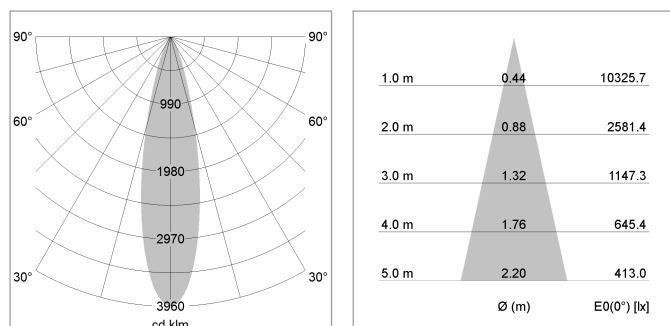 90° 90°
990
60° 60°
1980
2970
30° 30°
3960
cd klm
1.0 m 0.44 10325.7
2.0 m 0.88 2581.4
3.0 m 1.32 1147.3
4.0 m 1.76 645.4
5.0 m 2.20 413.0
Ø (m) E0(0°) [lx]